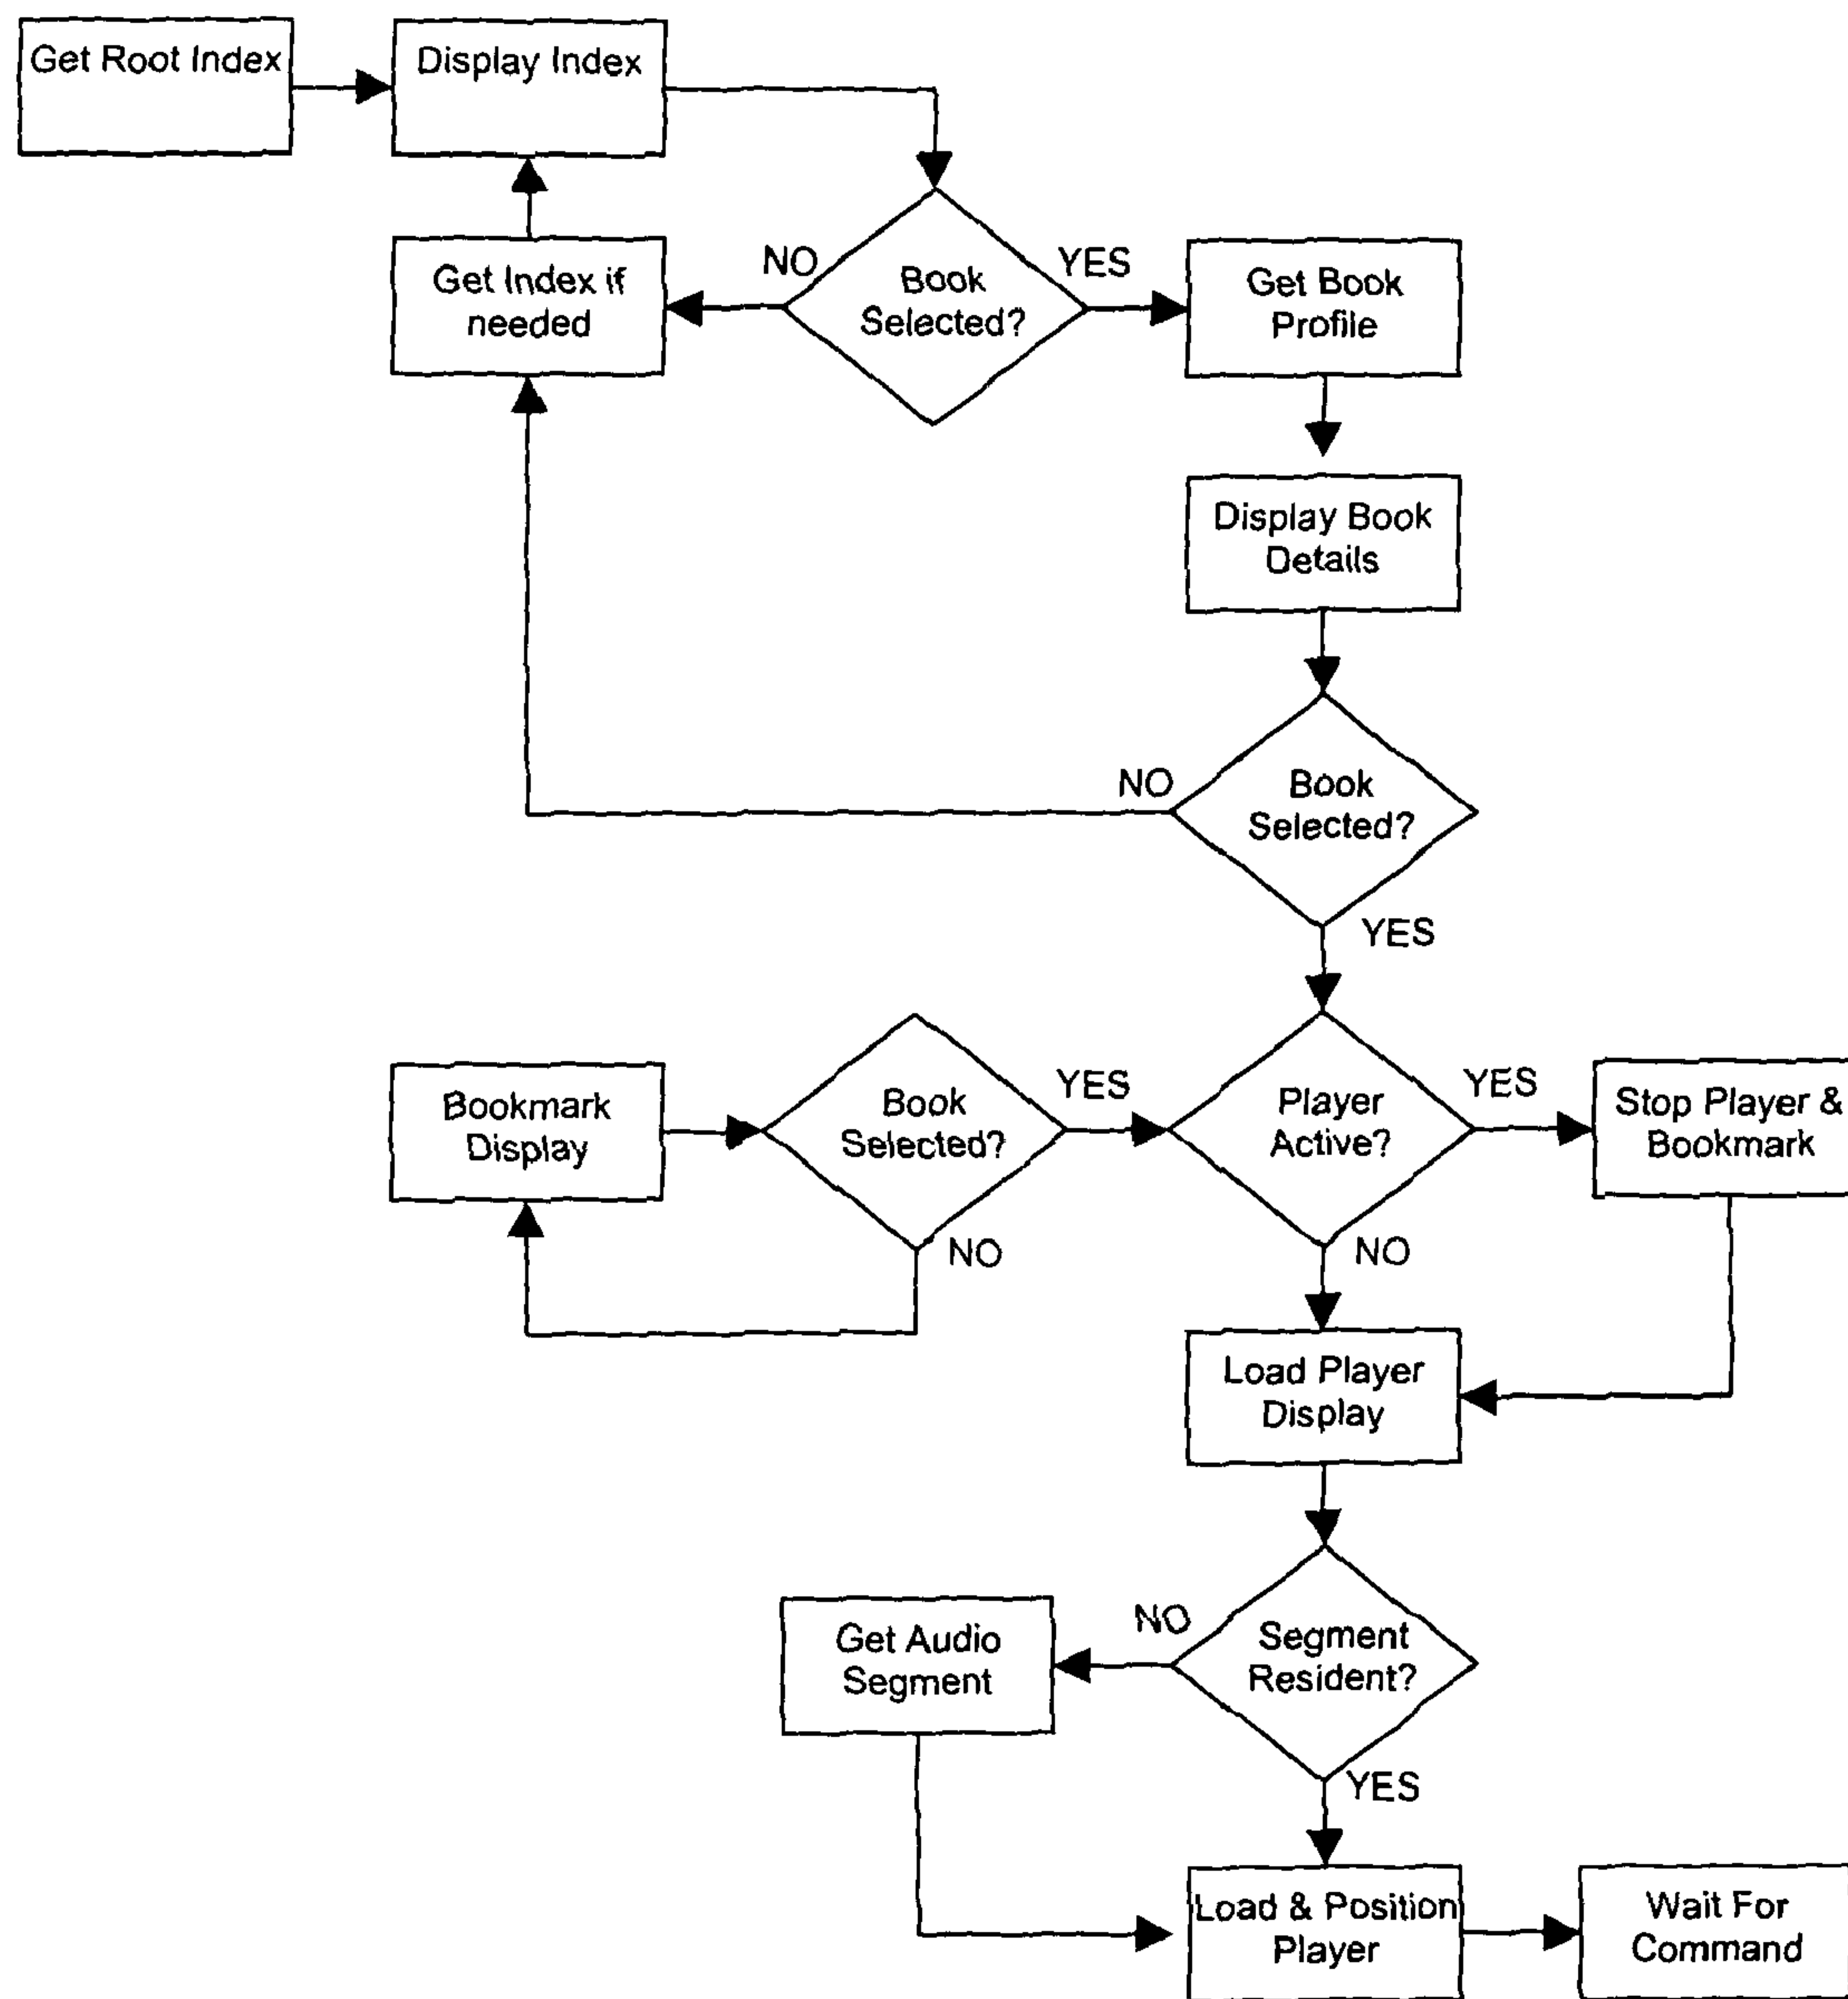 Get Root Index
Display Index
NO
YES
Get Index if
needed
Book
Selected?
Get Book
Profile
Display Book
Details
NO
Book
Selected?
YES
Bookmark
Display
Book
Selected?
YES
NO
Player
Active?
YES
NO
Stop Player &
Bookmark
Load Player
Display
Get Audio
Segment
NO
Segment
Resident?
YES
Load & Position
Player
Wait For
Command